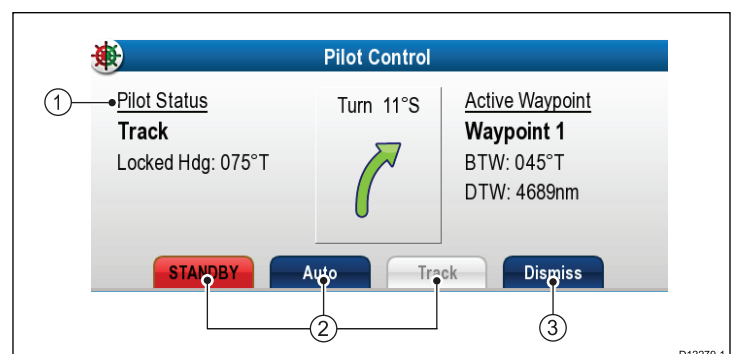 Pilot Control
1
Pilot Status
Track
Locked Hdg: 075°T
Turn 11°S
Active Waypoint
Waypoint 1
BTW: 045°T
DTW: 4689nm
STANDBY
Auto
Track
Dismiss
2
3